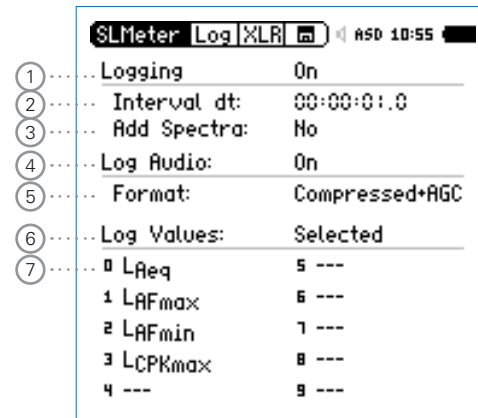 SLMeter Log XLR ASD 10:55
1 Logging On
2 Interval dt: 00:00:01.0
3 Add Spectra: No
4 Log Audio: On
5 Format: Compressed+AGC
6 Log Values: Selected
7 0 LAeq 5 ---
1 LAFmax 6 ---
2 LAFmin 7 ---
3 LCPKmax 8 ---
4 --- 9 ---